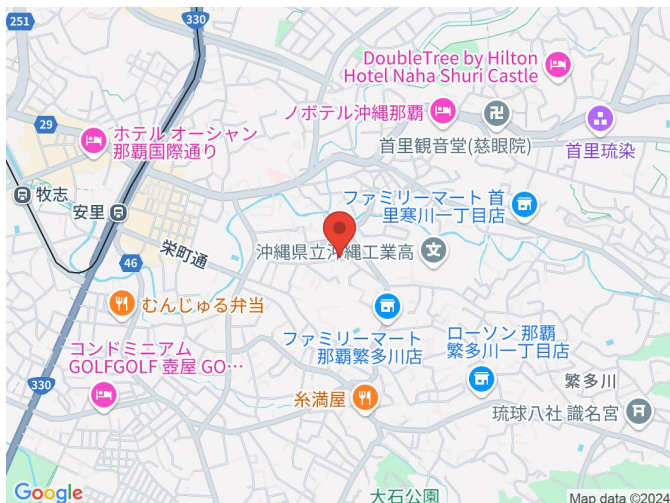 251
330
DoubleTree by Hilton
Hotel Naha Shuri Castle
29
ホテル オーシャン
那覇国際通り
ノボテル沖縄那覇
首里観音堂(慈眼院)
首里琉染
牧志
安里
ファミリーマート 首
里寒川一丁目店
栄町通
沖縄県立沖縄工業高
文
46
むんじゅる弁当
ファミリーマート
那覇繁多川店
ローソン 那覇
繁多川一丁目店
コンドミニアム
GOLFGOLF 壺屋 GO…
330
繁多川
糸満屋
琉球八社 識名宮
大石公園
Google
Map data ©2024